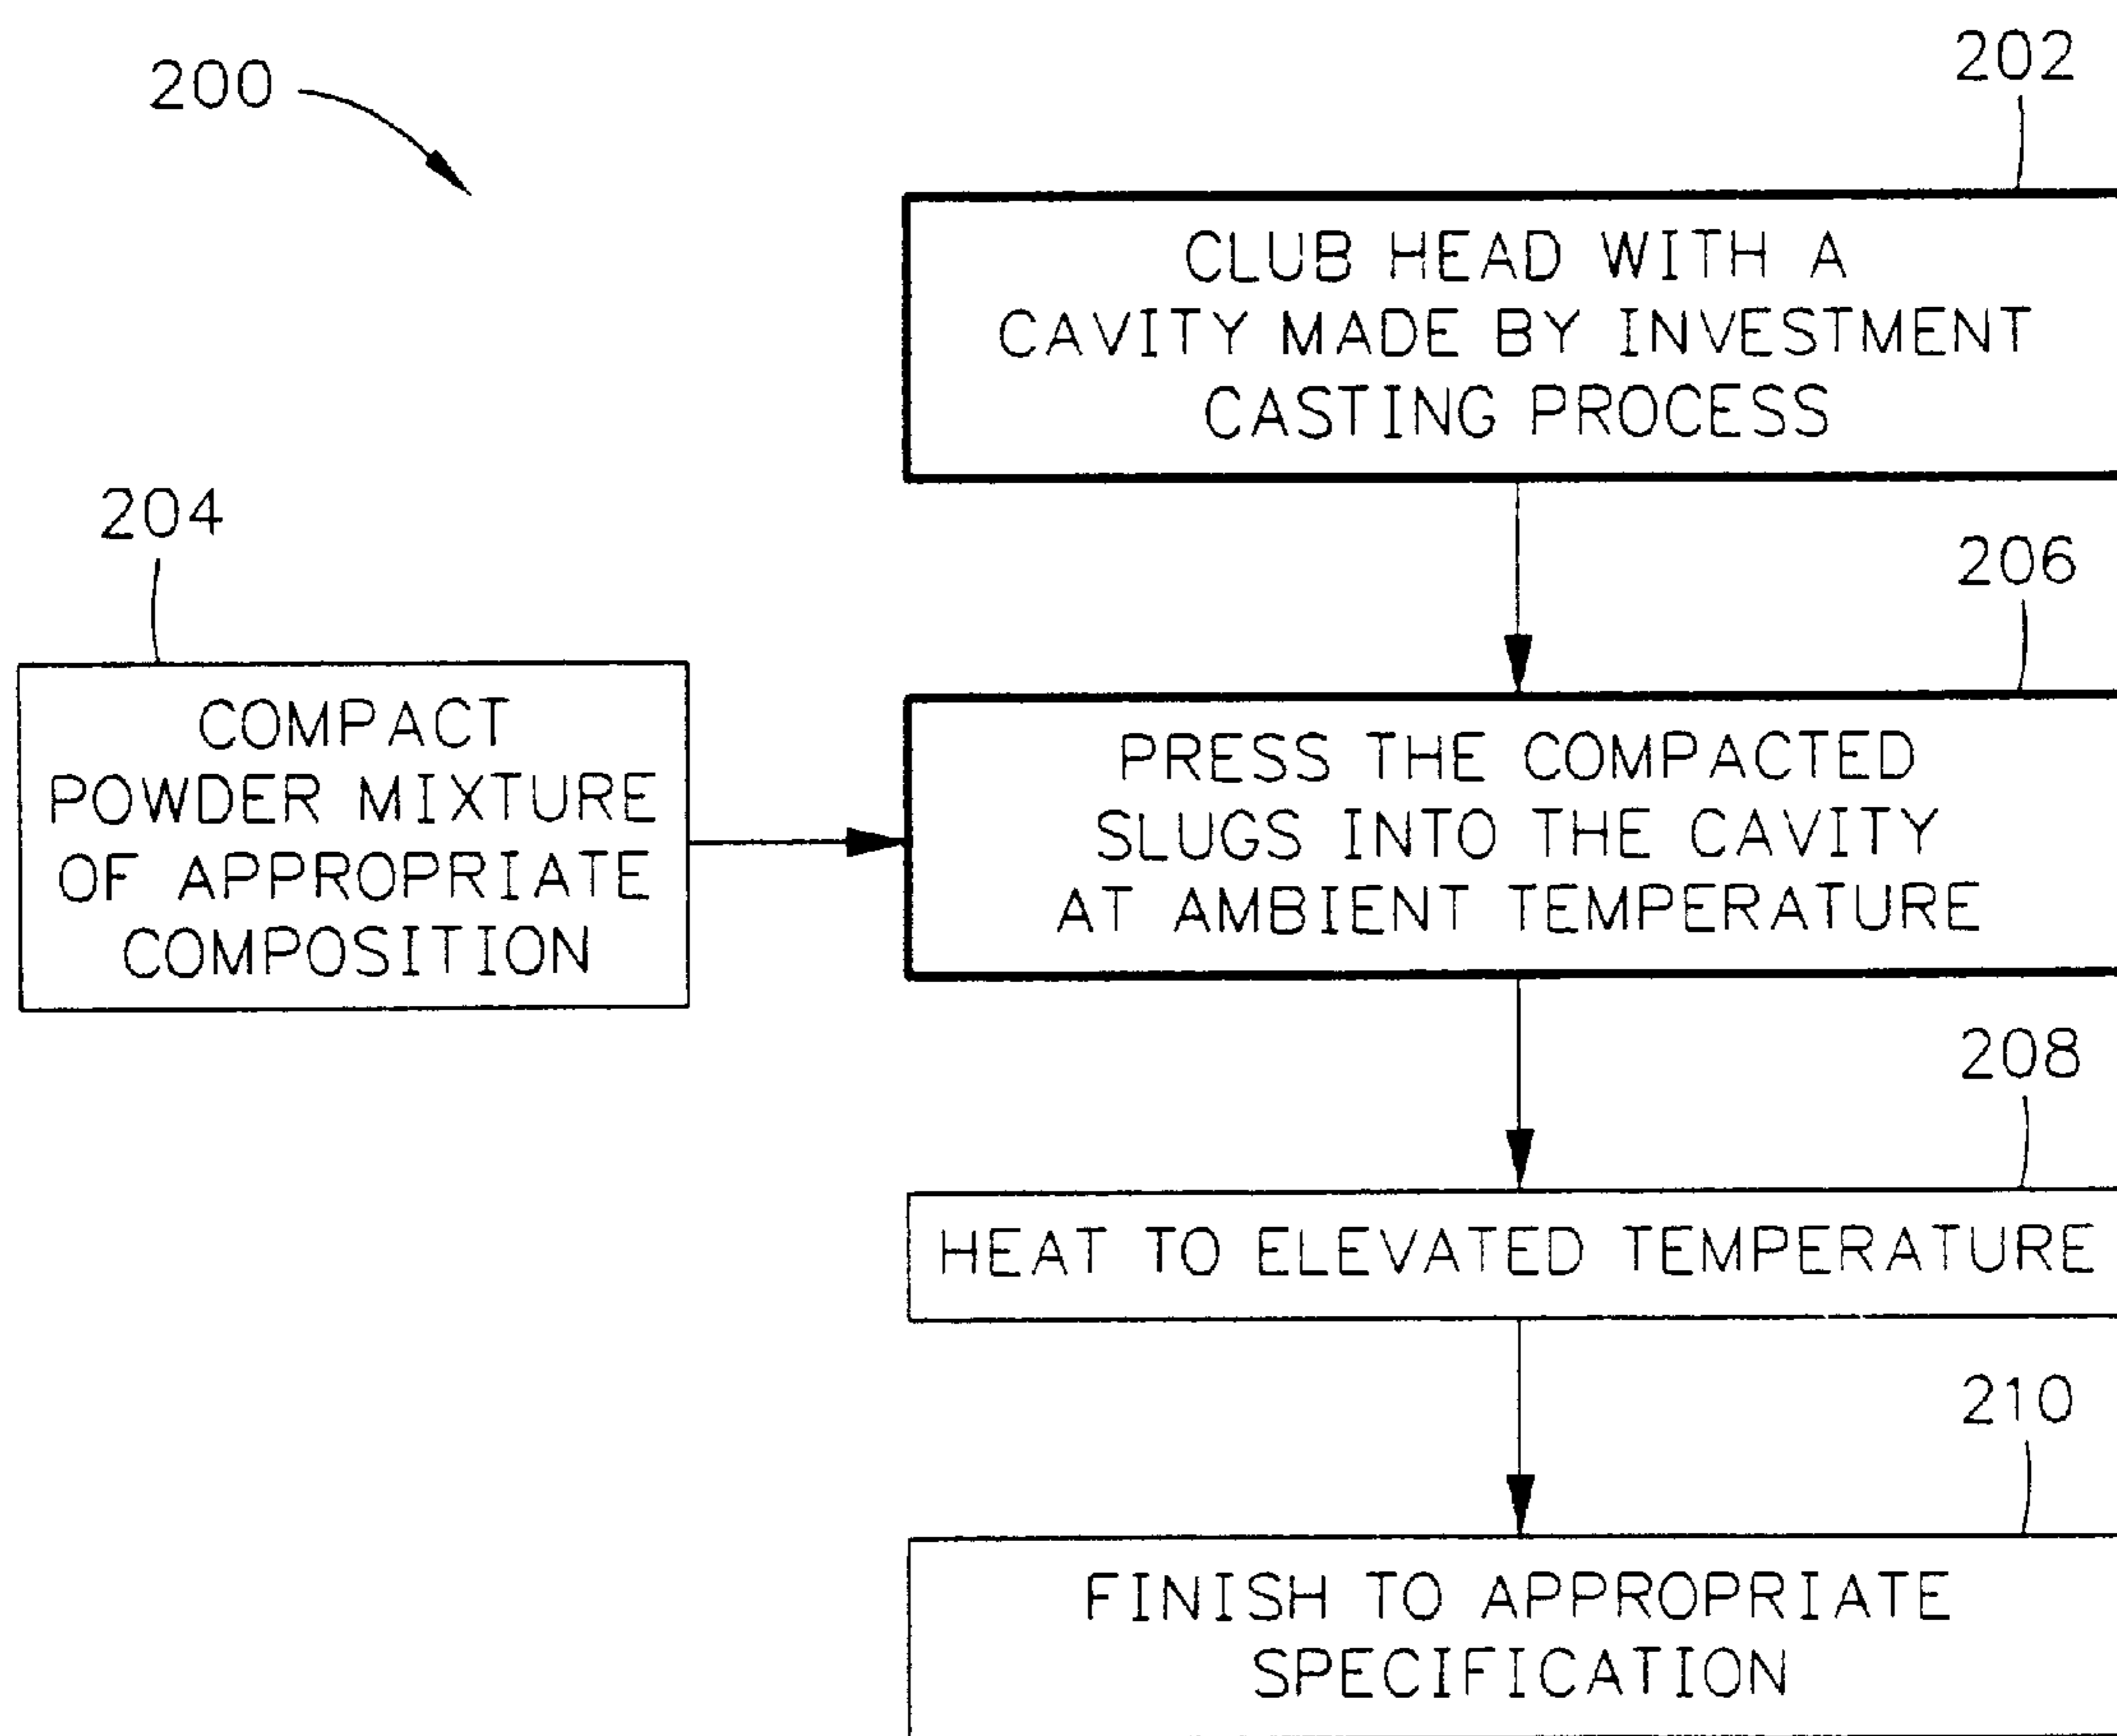 200
202
CLUB HEAD WITH A
CAVITY MADE BY INVESTMENT
CASTING PROCESS
204
COMPACT
POWDER MIXTURE
OF APPROPRIATE
COMPOSITION
206
PRESS THE COMPACTED
SLUGS INTO THE CAVITY
AT AMBIENT TEMPERATURE
208
HEAT TO ELEVATED TEMPERATURE
210
FINISH TO APPROPRIATE
SPECIFICATION